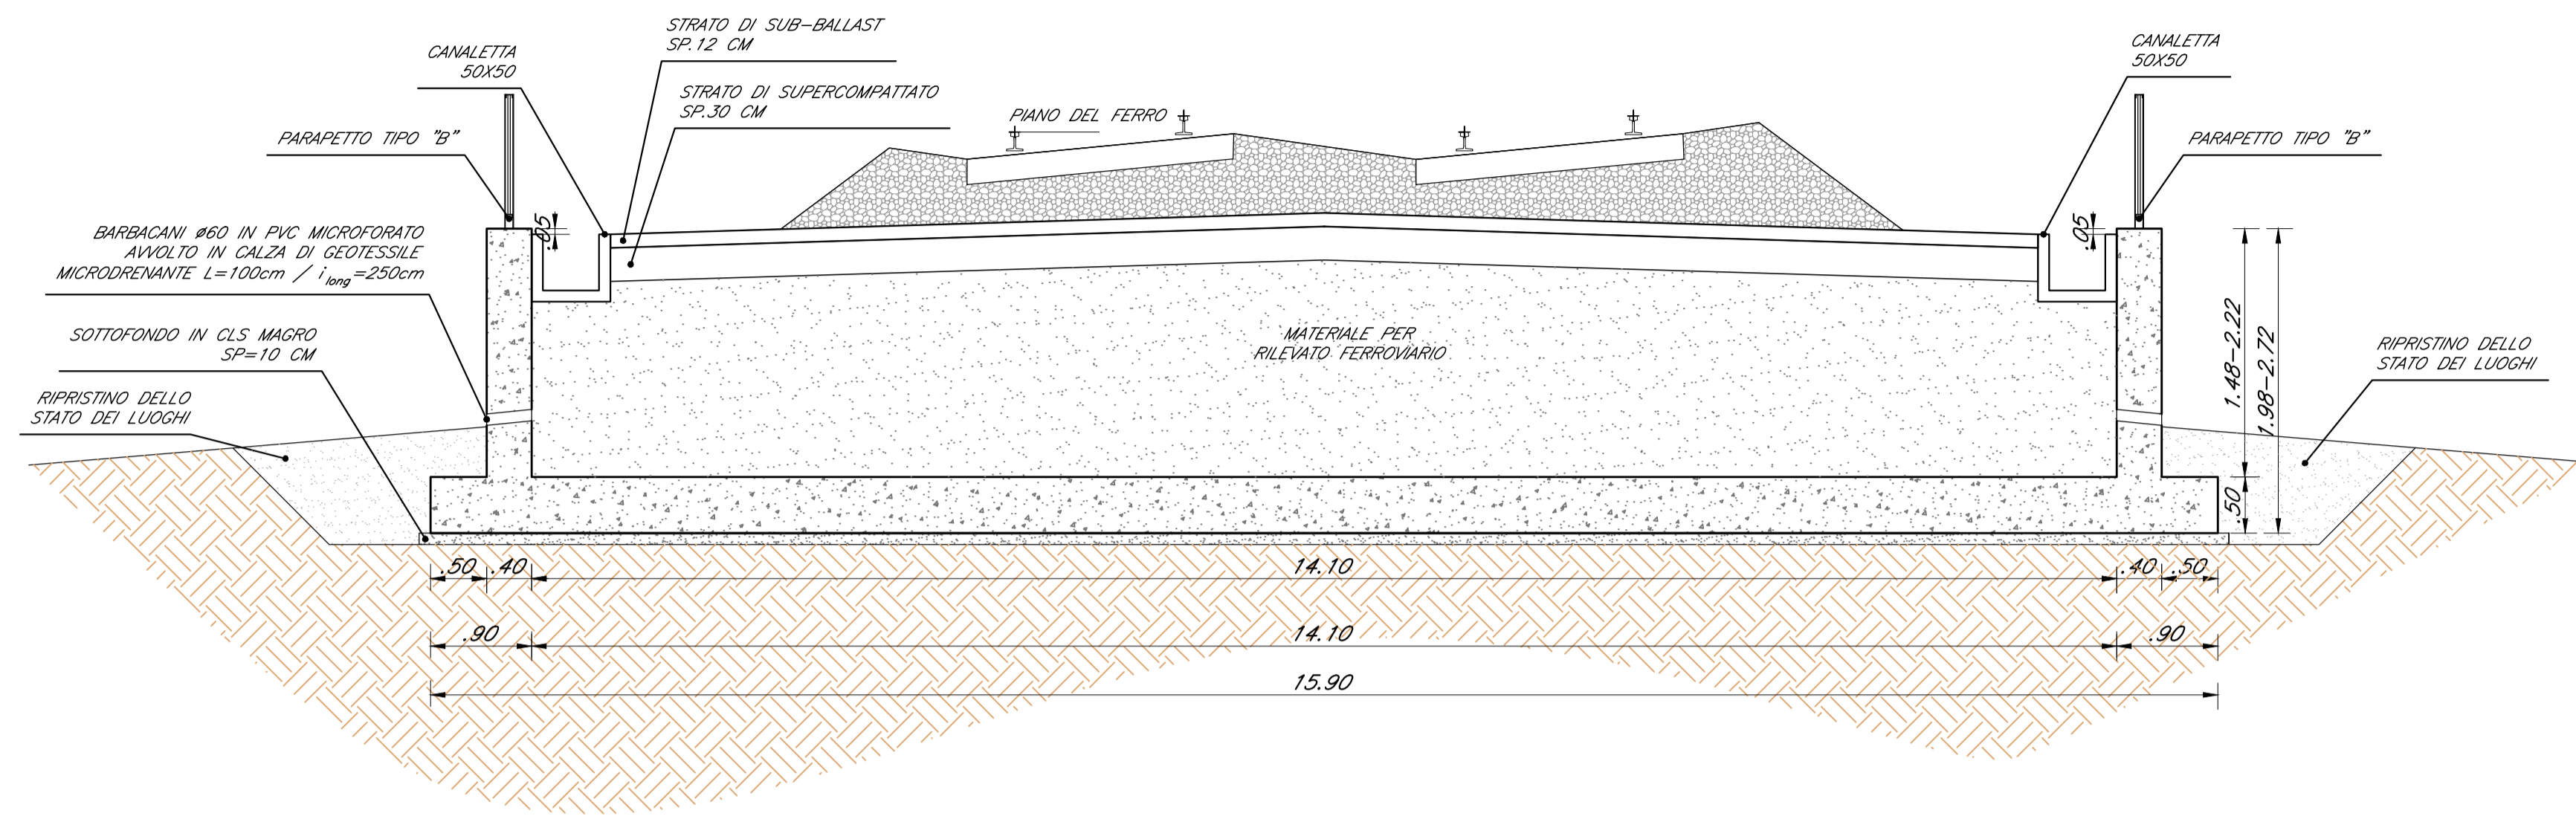 STRATO DI SUB-BALLAST
SP.12 CM
CANALETTA
50X50
CANALETTA
50X50
STRATO DI SUPERCOMPATTATO
SP.30 CM
PIANO DEL FERRO
PARAPETTO TIPO "B"
PARAPETTO TIPO "B"
.05
.05
BARBACANI ø60 IN PVC MICROFORATO
AVVOLTO IN CALZA DI GEOTESSILE
MICRODRENANTE L=100cm / i long=250cm
SOTTOFONDO IN CLS MAGRO
SP=10 CM
MATERIALE PER
RILEVATO FERROVIARIO
1.48-2.22
1.98-2.72
RIPRISTINO DELLO
STATO DEI LUOGHI
RIPRISTINO DELLO
STATO DEI LUOGHI
.50
.50 .40 14.10 .40 .50
.90 14.10 .90
15.90